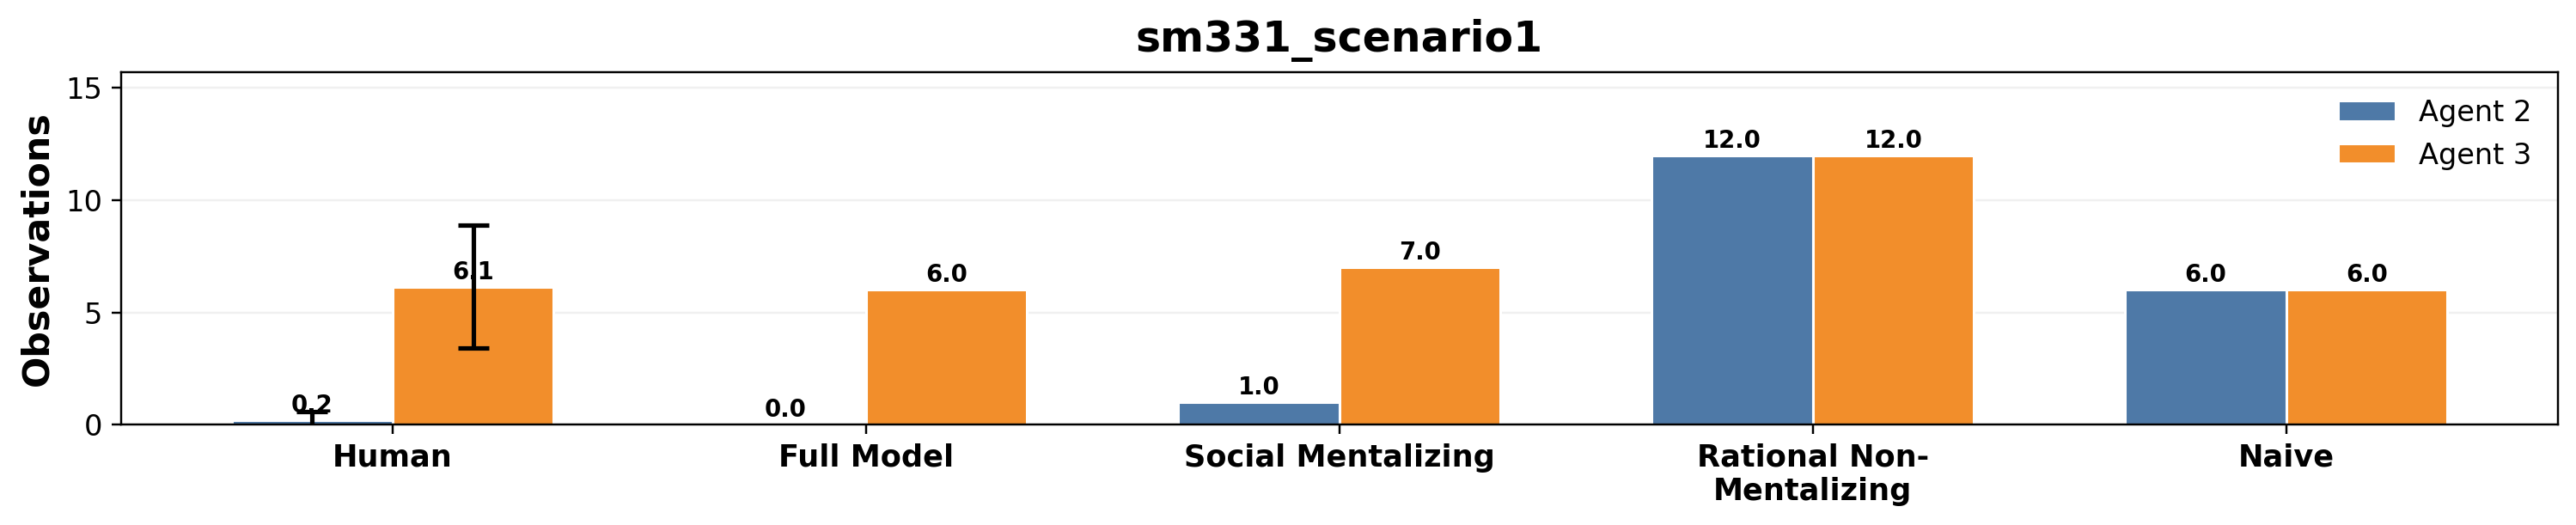 sm331_scenario1
Observations
15
10
5
0
Agent 2
Agent 3
0.2
6.1
0.0
6.0
1.0
7.0
12.0
12.0
6.0
6.0
Human
Full Model
Social Mentalizing
Rational Non-
Mentalizing
Naive